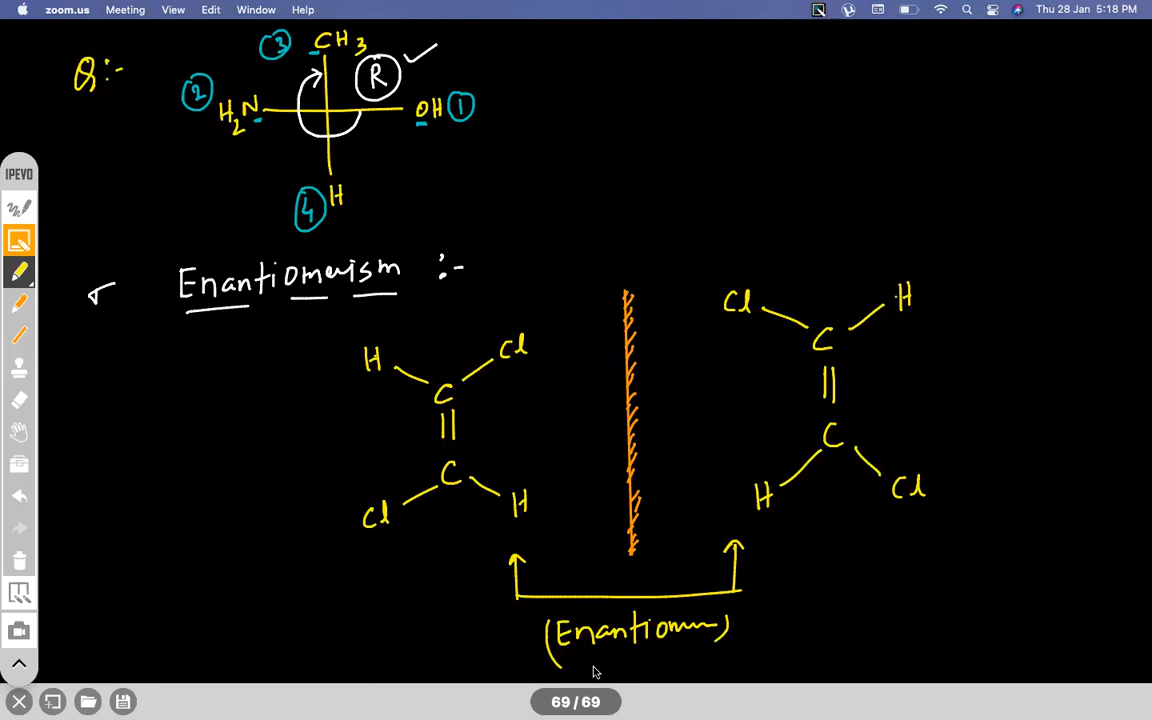 zoom.us Meeting View Edit Window Help Thu 28 Jan 5:18 PM
③ CH3
Q:- R ✓
② H2N OH ①
④ H
IPEVO
Enantiomerism :-
H Cl Cl H
C C
|| ||
C C
Cl H H Cl
(Enantiomer)
69 / 69